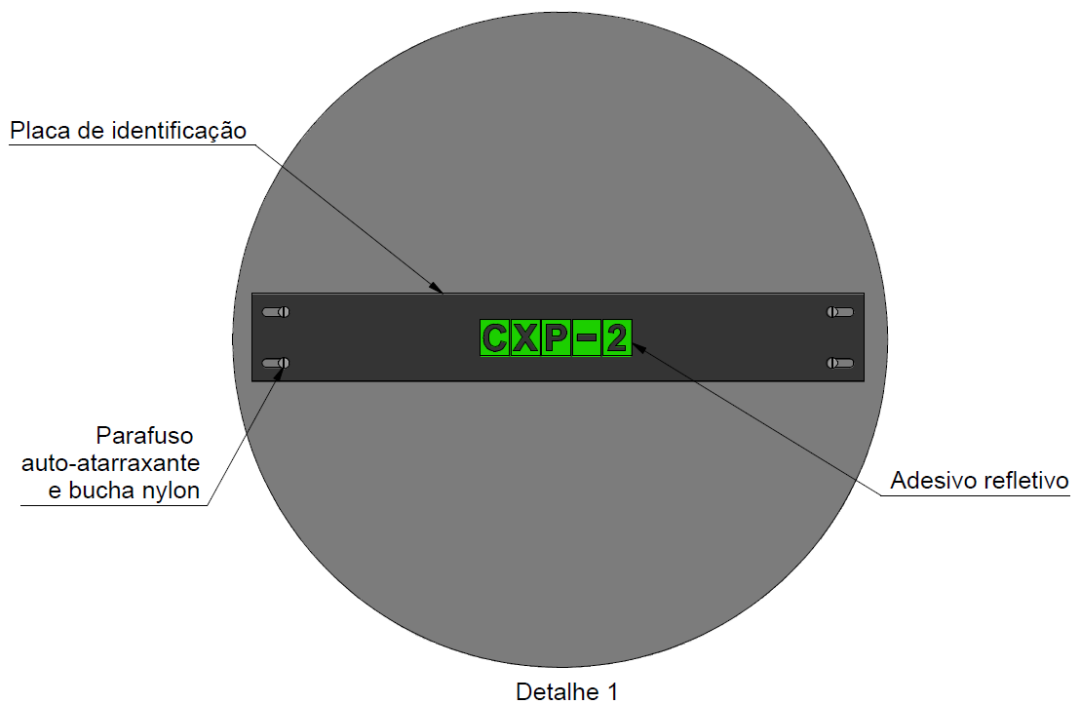 Placa de identificação
CXP-2
Parafuso
auto-atarraxante
e bucha nylon
Adesivo refletivo
Detalhe 1